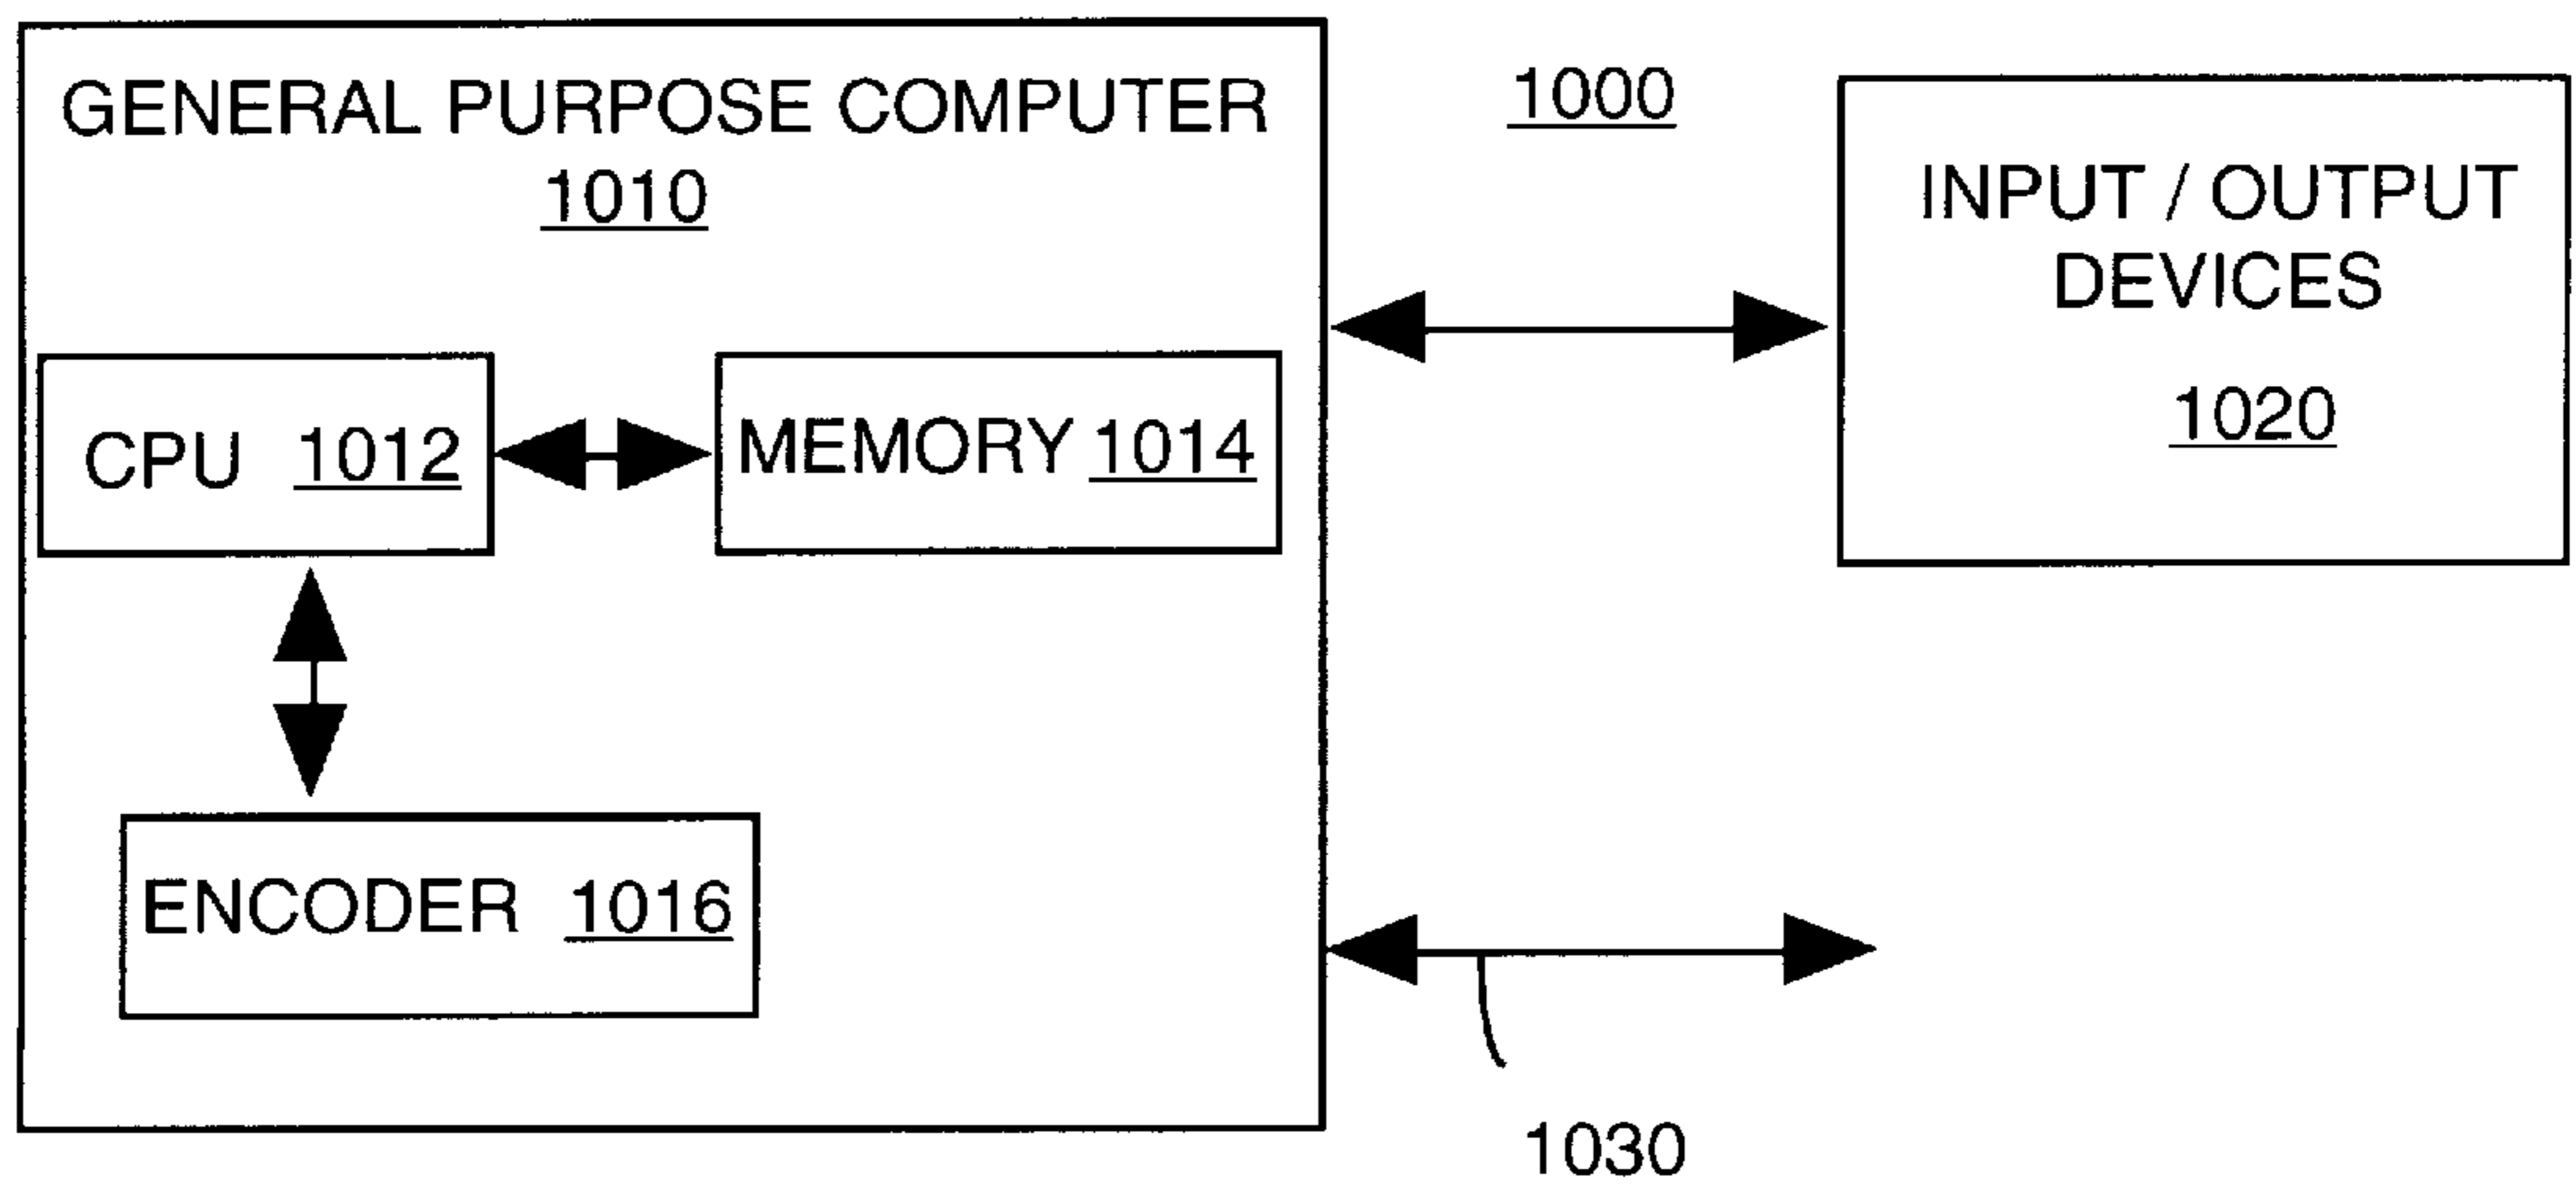 GENERAL PURPOSE COMPUTER
1010
1000
INPUT / OUTPUT
DEVICES
1020
CPU 1012
MEMORY 1014
ENCODER 1016
1030